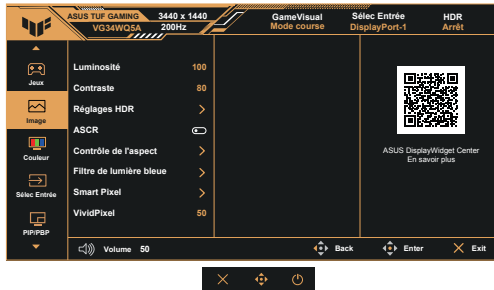 ASUS TUF GAMING 3440 x 1440
VG34WQ5A 200Hz
GameVisual
Mode course
Sélec Entrée
DisplayPort-1
HDR
Arrêt
Jeux
Image
Couleur
Sélec Entrée
PIP/PBP
Luminosité 100
Contraste 80
Réglages HDR
ASCR
Contrôle de l'aspect
Filtre de lumière bleue
Smart Pixel
VividPixel 50
ASUS DisplayWidget Center
En savoir plus
Volume 50
Back
Enter
Exit